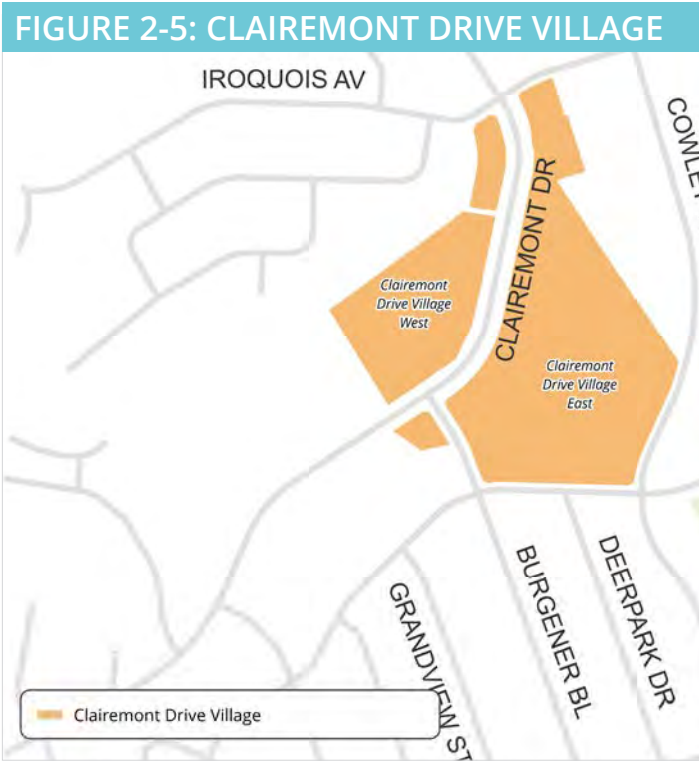 FIGURE 2-5: CLAIREMONT DRIVE VILLAGE
IROQUOIS AV
CLAIREMONT DR
Clairemont
Drive Village
West
Clairemont
Drive Village
East
GRANDVIEW ST
BURGENER BL
DEERPARK DR
Clairemont Drive Village